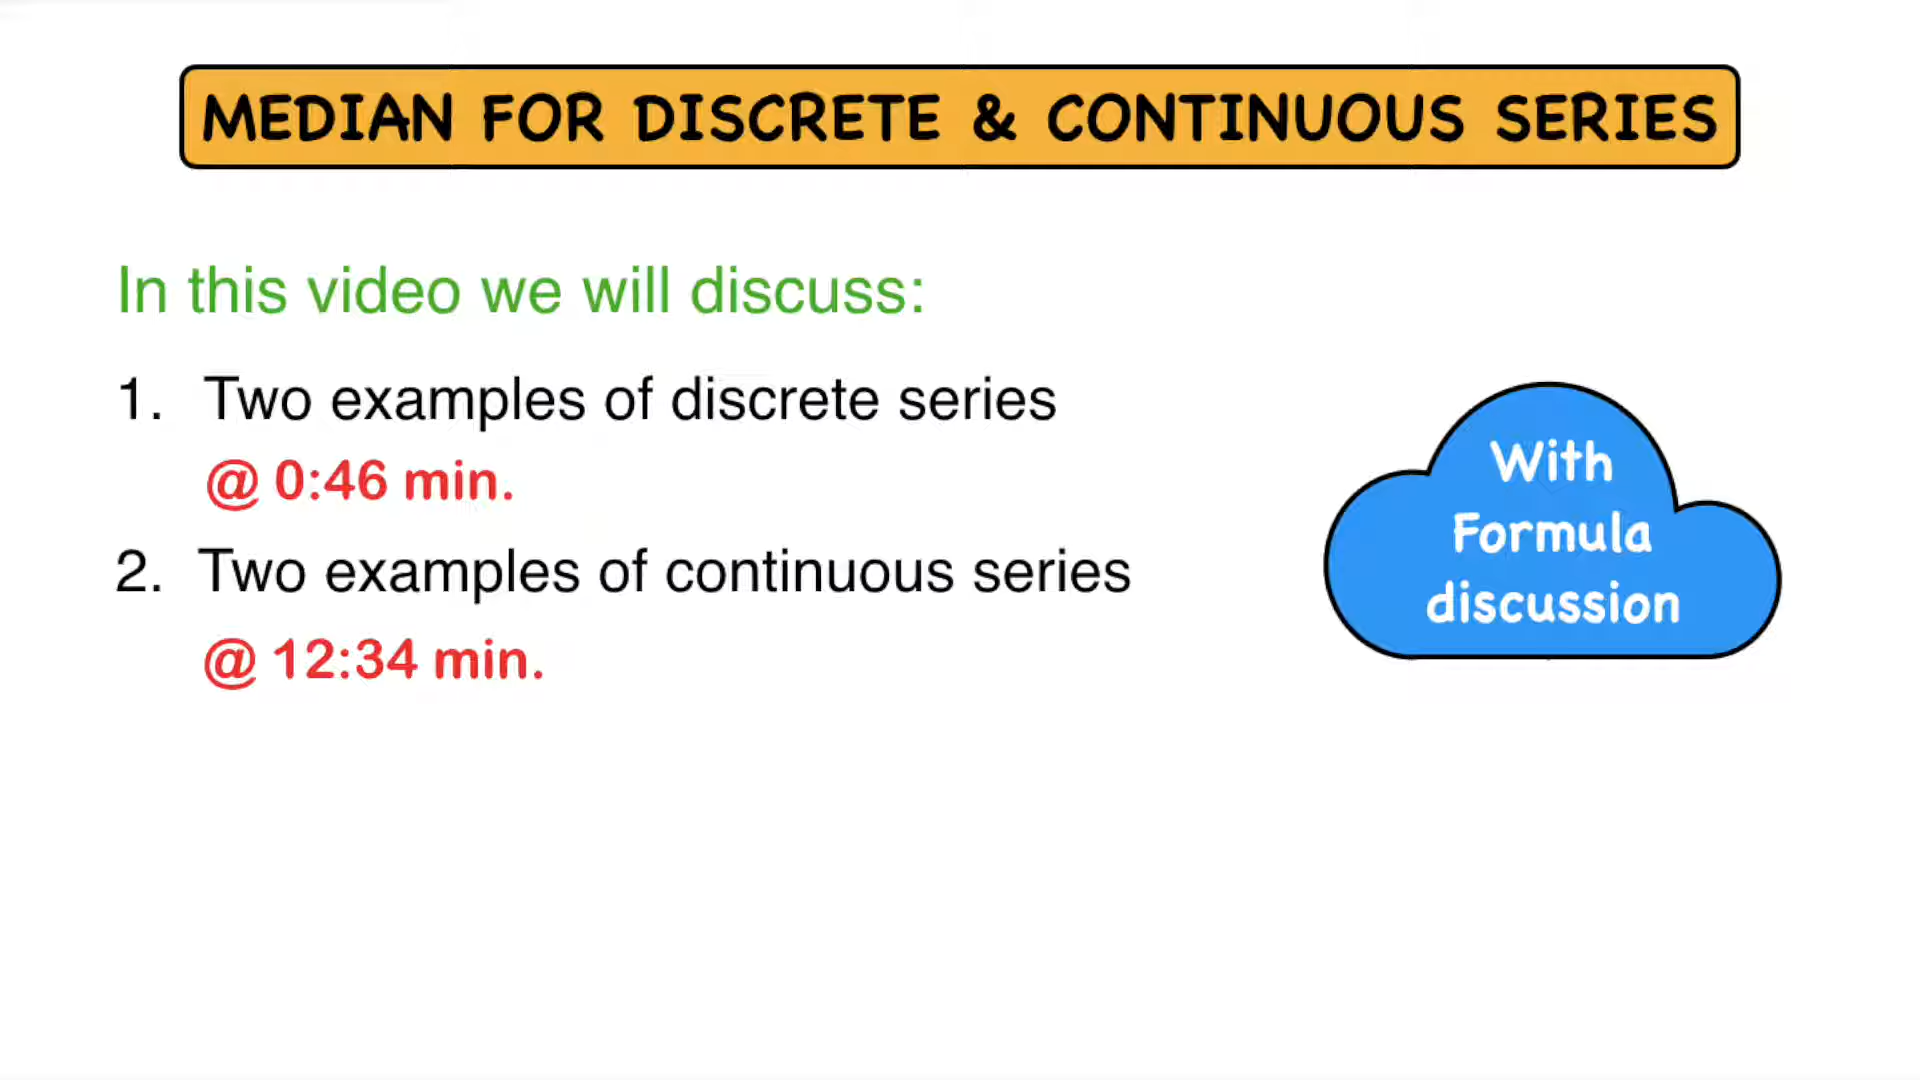 MEDIAN FOR DISCRETE & CONTINUOUS SERIES
In this video we will discuss:
1. Two examples of discrete series
@ 0:46 min.
2. Two examples of continuous series
@ 12:34 min.
With
Formula
discussion